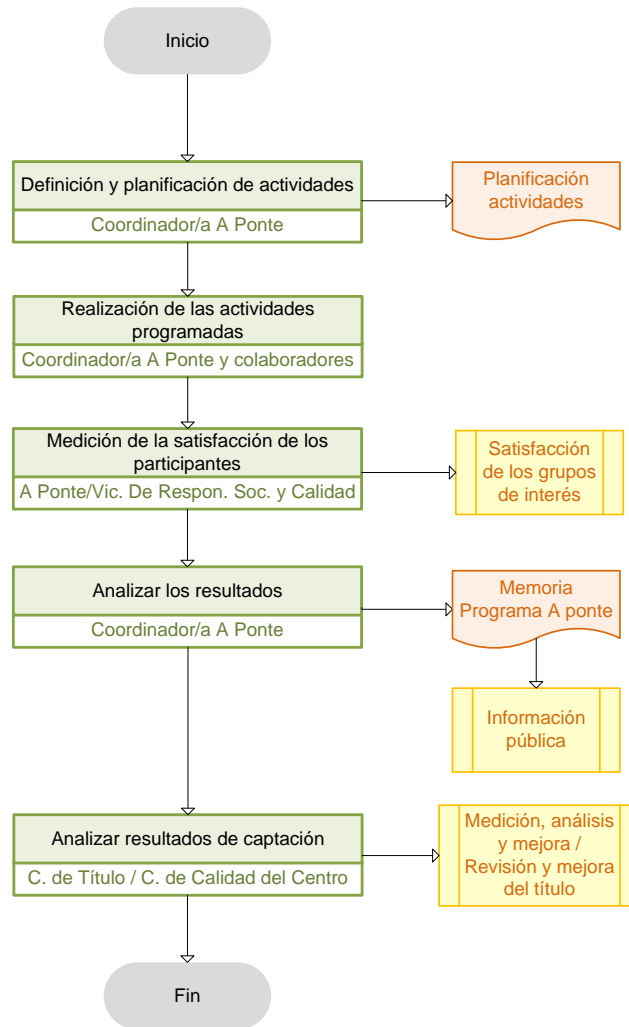 Inicio
Definición y planificación de actividades
Coordinador/a A Ponte
Planificación
actividades
Realización de las actividades
programadas
Coordinador/a A Ponte y colaboradores
Medición de la satisfacción de los
participantes
A Ponte/Vic. De Respon. Soc. y Calidad
Satisfacción
de los grupos
de interés
Analizar los resultados
Coordinador/a A Ponte
Memoria
Programa A ponte
Información
pública
Analizar resultados de captación
C. de Título / C. de Calidad del Centro
Medición, análisis
y mejora /
Revisión y mejora
del título
Fin